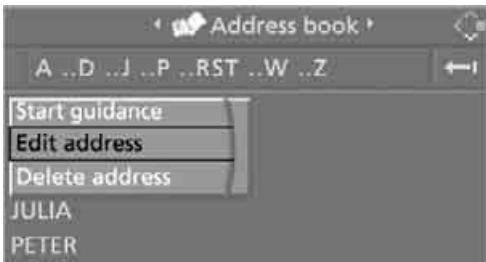 Address book
A ..D ..J ..P ..RST ..W ..Z
Start guidance
Edit address
Delete address
JULIA
PETER